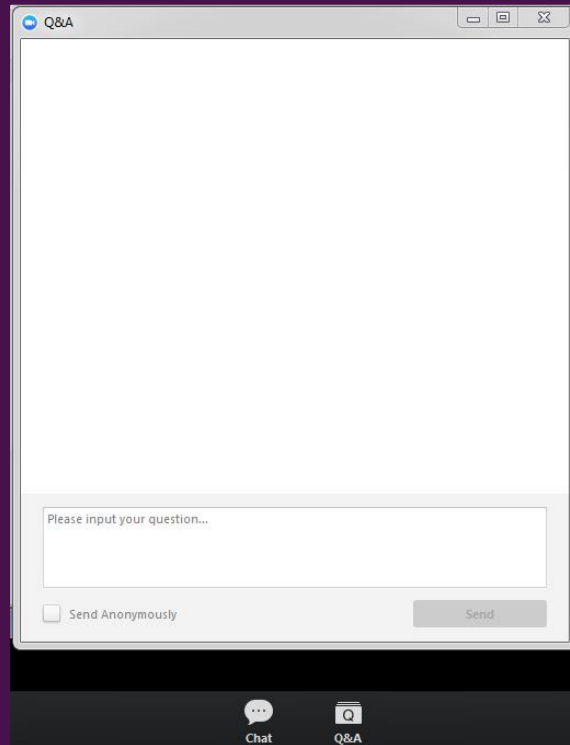 Q&A
Please input your question...
Send Anonymously
Send
Q
Chat
Q&A